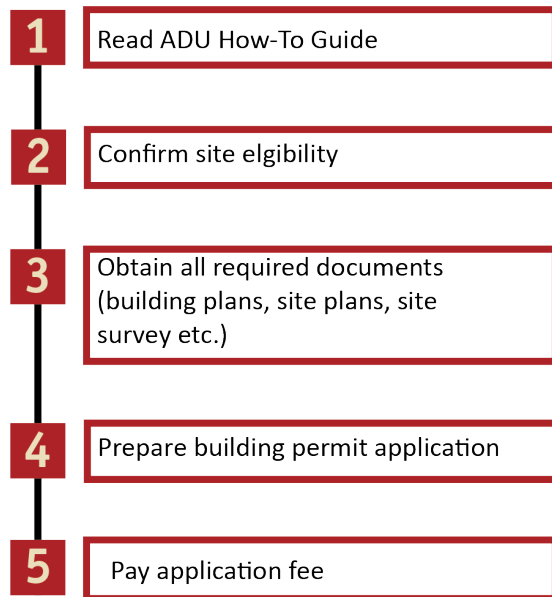 1
Read ADU How-To Guide
2
Confirm site elgibility
3
Obtain all required documents
(building plans, site plans, site
survey etc.)
4
Prepare building permit application
5
Pay application fee